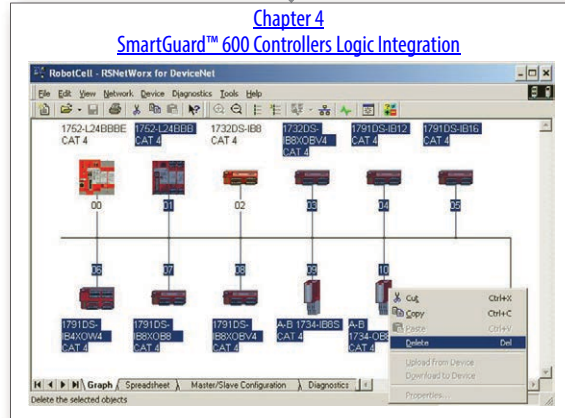 Chapter 4
SmartGuard™ 600 Controllers Logic Integration
RobotCell - RSNetWorx for DeviceNet
File Edit View Network Device Diagnostics Tools Help
1752-L24BBBE
CAT 4
1752-L24BBB
CAT 4
1732DS-IB8
CAT 4
1732DS-
IB8XOBV4
CAT 4
1791DS-IB12
CAT 4
1791DS-IB16
CAT 4
00
01
02
03
04
05
06
07
08
09
10
1791DS-
IB4XOW4
CAT 4
1791DS-
IB8XOB8
CAT 4
1791DS-
IB8XOBV4
CAT 4
A-B 1734-IB8S
CAT 4
A-B
1734-OB8
CAT 4
Cut Ctrl+X
Copy Ctrl+C
Paste Ctrl+V
Delete Del
Upload from Device
Download to Device
Properties...
Graph Spreadsheet Master/Slave Configuration Diagnostics
Delete the selected objects